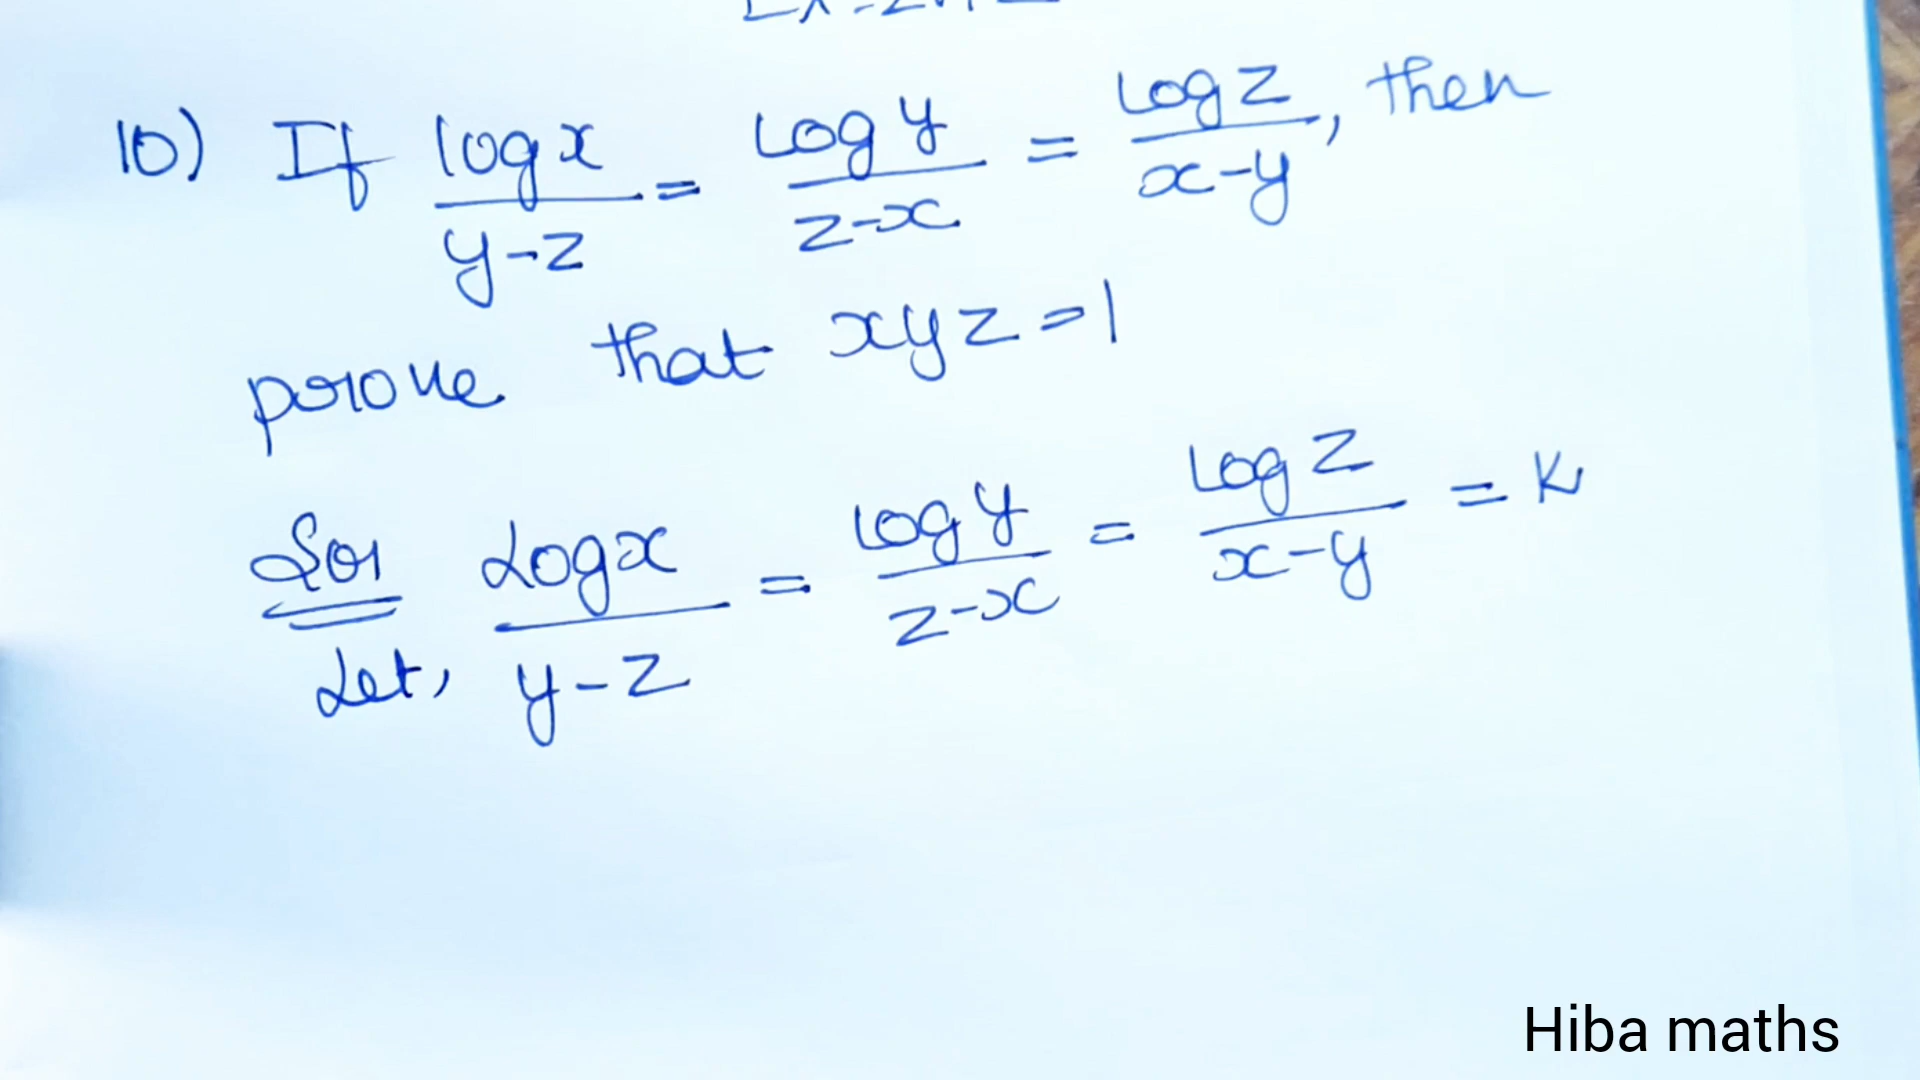 10) If log x / y-z = log y / z-x = log z / x-y, then
prove that xyz=1
Sol Log x / y-z = log y / z-x = log z / x-y = K
Let,
Hiba maths